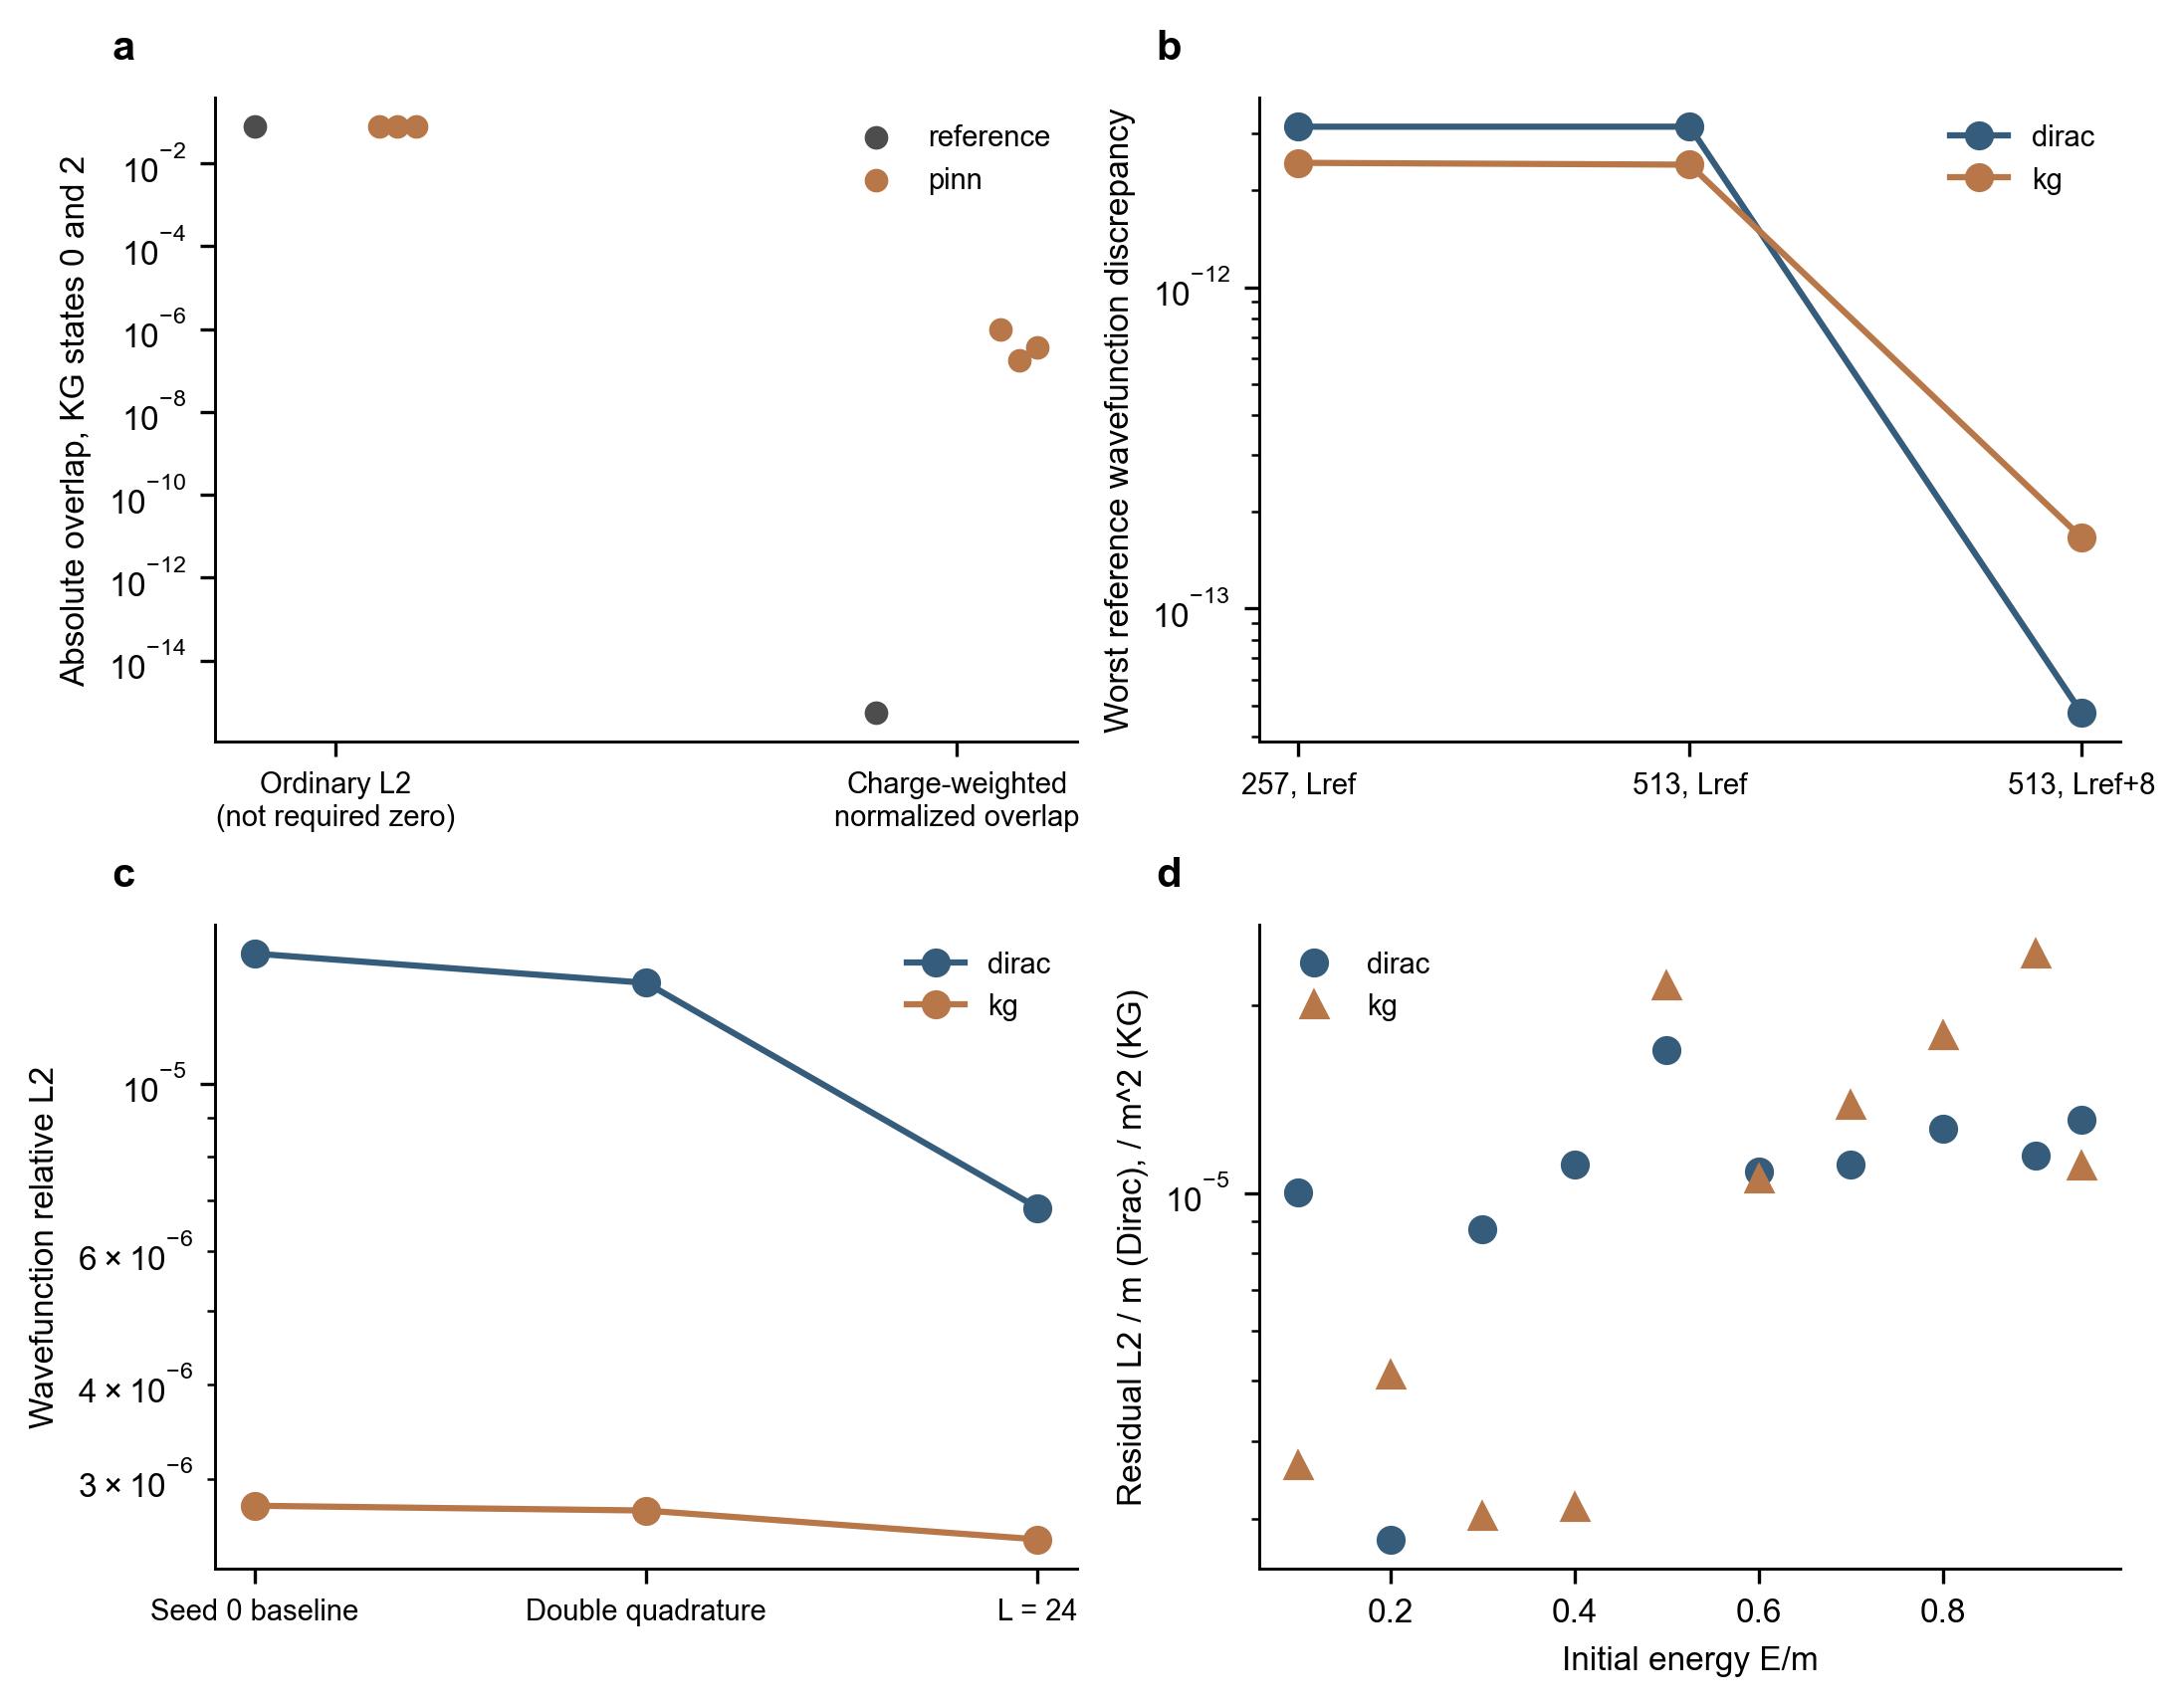 a
Absolute overlap, KG states 0 and 2
10^−2
10^−4
10^−6
10^−8
10^−10
10^−12
10^−14
reference
pinn
Ordinary L2
(not required zero)
Charge-weighted
normalized overlap
b
Worst reference wavefunction discrepancy
10^−12
10^−13
dirac
kg
257, Lref
513, Lref
513, Lref+8
c
Wavefunction relative L2
10^−5
6 × 10^−6
4 × 10^−6
3 × 10^−6
dirac
kg
Seed 0 baseline
Double quadrature
L = 24
d
Residual L2 / m (Dirac), / m^2 (KG)
10^−5
dirac
kg
0.2
0.4
0.6
0.8
Initial energy E/m